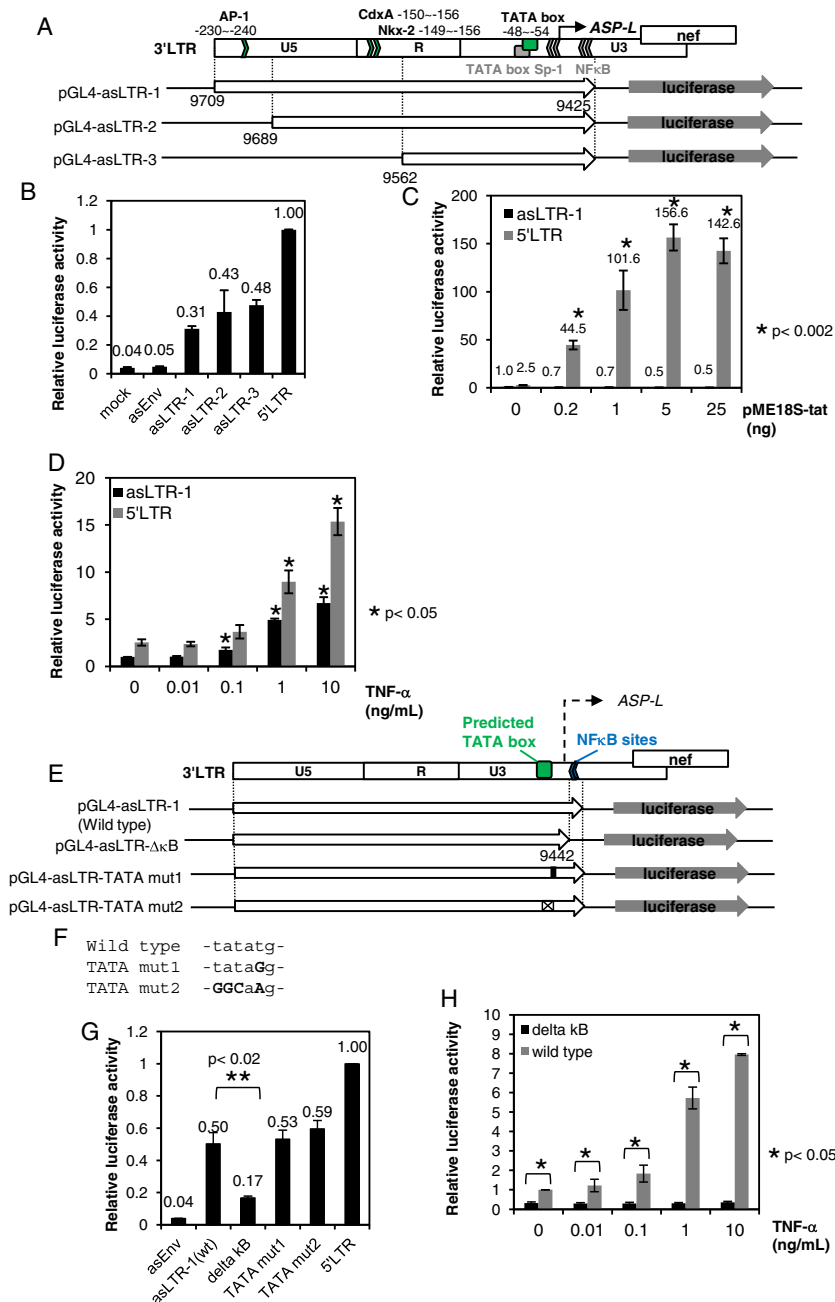 A
AP-1
-230~-240
CdxA -150~-156
Nkx-2 -149~-156
TATA box
-48~-54
ASP-L
nef
3'LTR
U5
R
U3
TATA box Sp-1
NFκB
pGL4-asLTR-1
luciferase
9709
9425
pGL4-asLTR-2
luciferase
9689
pGL4-asLTR-3
luciferase
9562
B
Relative luciferase activity
1.2
1
0.8
0.6
0.4
0.2
0
0.04
0.05
0.31
0.43
0.48
1.00
mock
asEnv
asLTR-1
asLTR-2
asLTR-3
5'LTR
C
Relative luciferase activity
200
150
100
50
0
asLTR-1
5'LTR
1.0
2.5
0.7
44.5
*
0.7
101.6
*
0.5
156.6
*
0.5
142.6
*
* p< 0.002
0
0.2
1
5
25
pME18S-tat
(ng)
D
Relative luciferase activity
20
15
10
5
0
asLTR-1
5'LTR
*
*
*
*
*
* p< 0.05
0
0.01
0.1
1
10
TNF-α
(ng/mL)
E
Predicted
TATA box
ASP-L
NFκB sites
3'LTR
U5
R
U3
nef
pGL4-asLTR-1
(Wild type)
luciferase
pGL4-asLTR-ΔκB
luciferase
9442
pGL4-asLTR-TATA mut1
luciferase
pGL4-asLTR-TATA mut2
luciferase
F
Wild type -tatatg-
TATA mut1 -tataGg-
TATA mut2 -GGCaAg-
G
Relative luciferase activity
1.2
1
0.8
0.6
0.4
0.2
0
p< 0.02
**
0.04
0.50
0.17
0.53
0.59
1.00
asEnv
asLTR-1(wt)
delta kB
TATA mut1
TATA mut2
5'LTR
H
Relative luciferase activity
10
9
8
7
6
5
4
3
2
1
0
delta kB
wild type
*
*
*
*
*
* p< 0.05
0
0.01
0.1
1
10
TNF-α
(ng/mL)